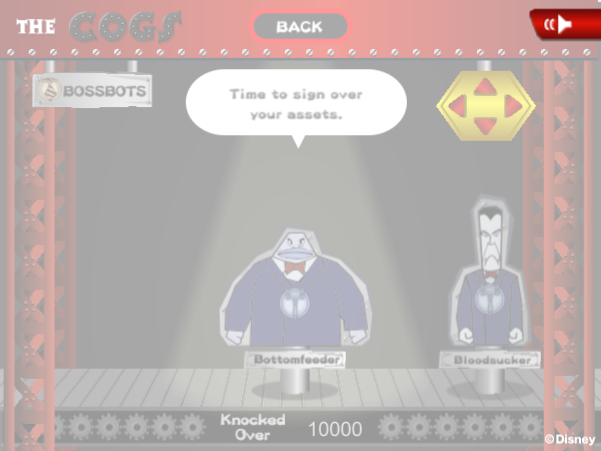 THE COGS
BACK
BOSSBOTS
Time to sign over
your assets.
Bottomfeeder
Bloodsucker
Knocked
Over
10000
©Disney